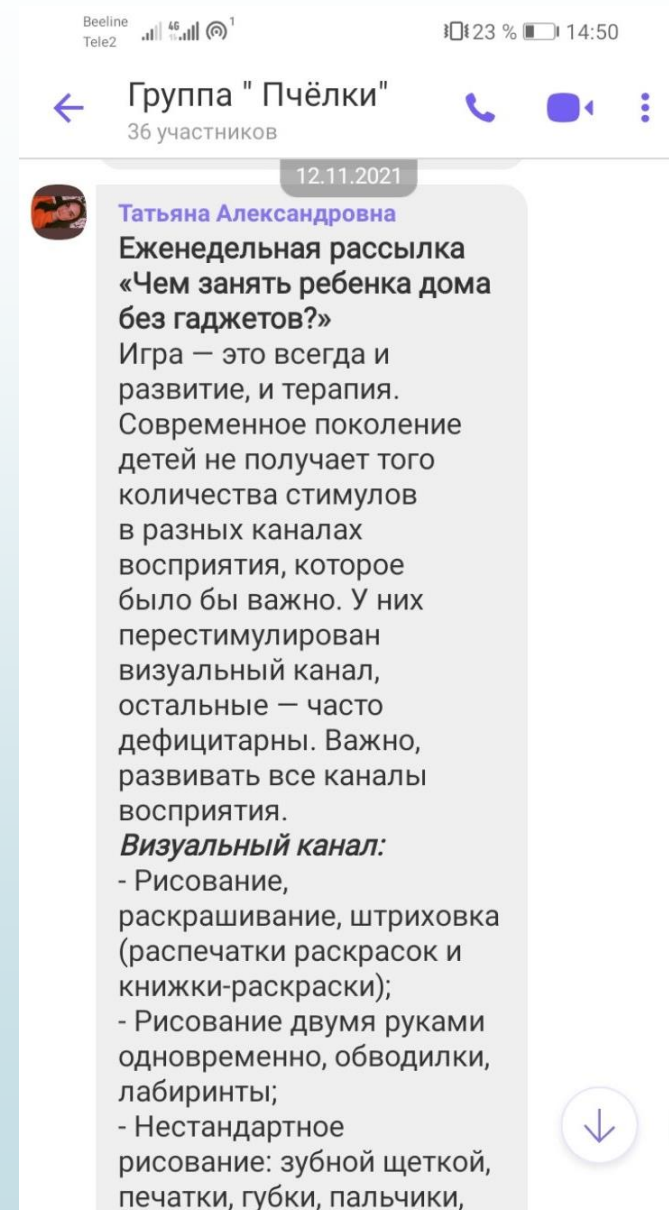 Beeline
Tele2
4G
1
23 % 14:50
Группа " Пчёлки"
36 участников
12.11.2021
Татьяна Александровна
Еженедельная рассылка
«Чем занять ребенка дома
без гаджетов?»
Игра — это всегда и
развитие, и терапия.
Современное поколение
детей не получает того
количества стимулов
в разных каналах
восприятия, которое
было бы важно. У них
перестимулирован
визуальный канал,
остальные — часто
дефицитарны. Важно,
развивать все каналы
восприятия.
Визуальный канал:
- Рисование,
раскрашивание, штриховка
(распечатки раскрасок и
книжки-раскраски);
- Рисование двумя руками
одновременно, обводилки,
лабиринты;
- Нестандартное
рисование: зубной щеткой,
печатки, губки, пальчики,